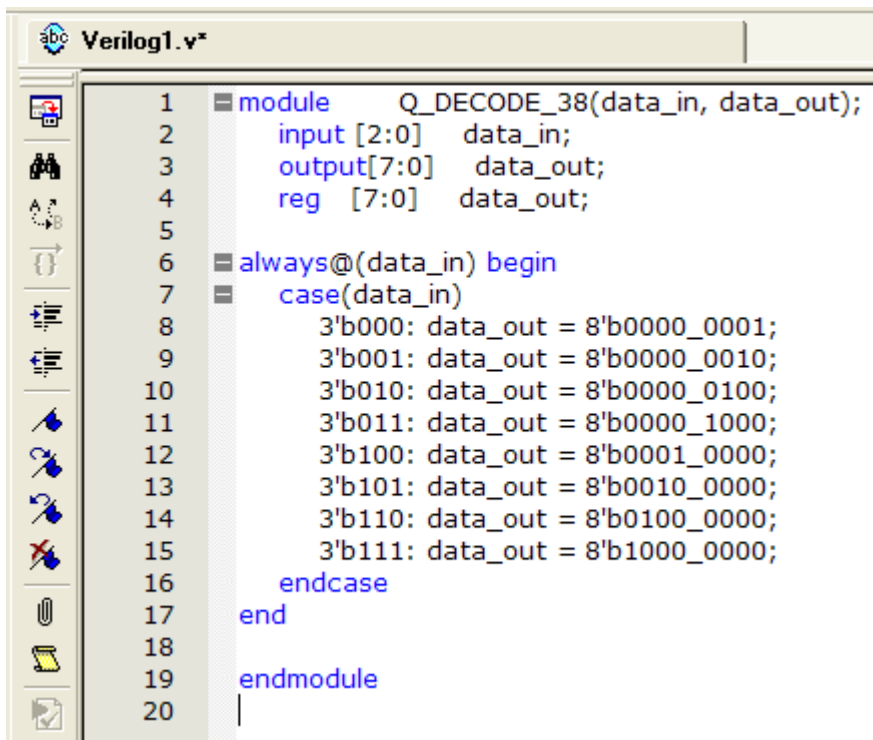 abc Verilog1.v*
1 module Q_DECODE_38(data_in, data_out);
2 input [2:0] data_in;
3 output[7:0] data_out;
4 reg [7:0] data_out;
5
6 always@(data_in) begin
7 case(data_in)
8 3'b000: data_out = 8'b0000_0001;
9 3'b001: data_out = 8'b0000_0010;
10 3'b010: data_out = 8'b0000_0100;
11 3'b011: data_out = 8'b0000_1000;
12 3'b100: data_out = 8'b0001_0000;
13 3'b101: data_out = 8'b0010_0000;
14 3'b110: data_out = 8'b0100_0000;
15 3'b111: data_out = 8'b1000_0000;
16 endcase
17 end
18
19 endmodule
20